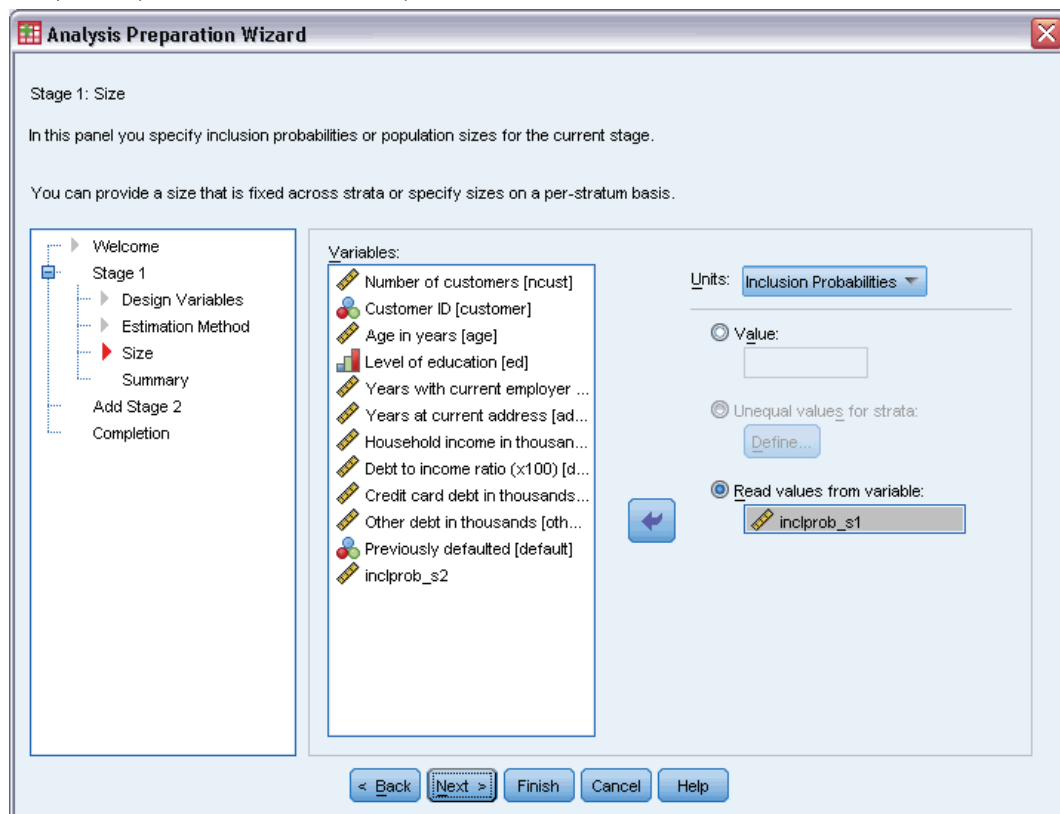 Analysis Preparation Wizard
Stage 1: Size
In this panel you specify inclusion probabilities or population sizes for the current stage.
You can provide a size that is fixed across strata or specify sizes on a per-stratum basis.
Welcome
Stage 1
Design Variables
Estimation Method
Size
Summary
Add Stage 2
Completion
Variables:
Number of customers [ncust]
Customer ID [customer]
Age in years [age]
Level of education [ed]
Years with current employer ...
Years at current address [ad...
Household income in thousan...
Debt to income ratio (x100) [d...
Credit card debt in thousands...
Other debt in thousands [oth...
Previously defaulted [default]
inclprob_s2
Units: Inclusion Probabilities
Value:
Unequal values for strata:
Define...
Read values from variable:
inclprob_s1
< Back Next > Finish Cancel Help